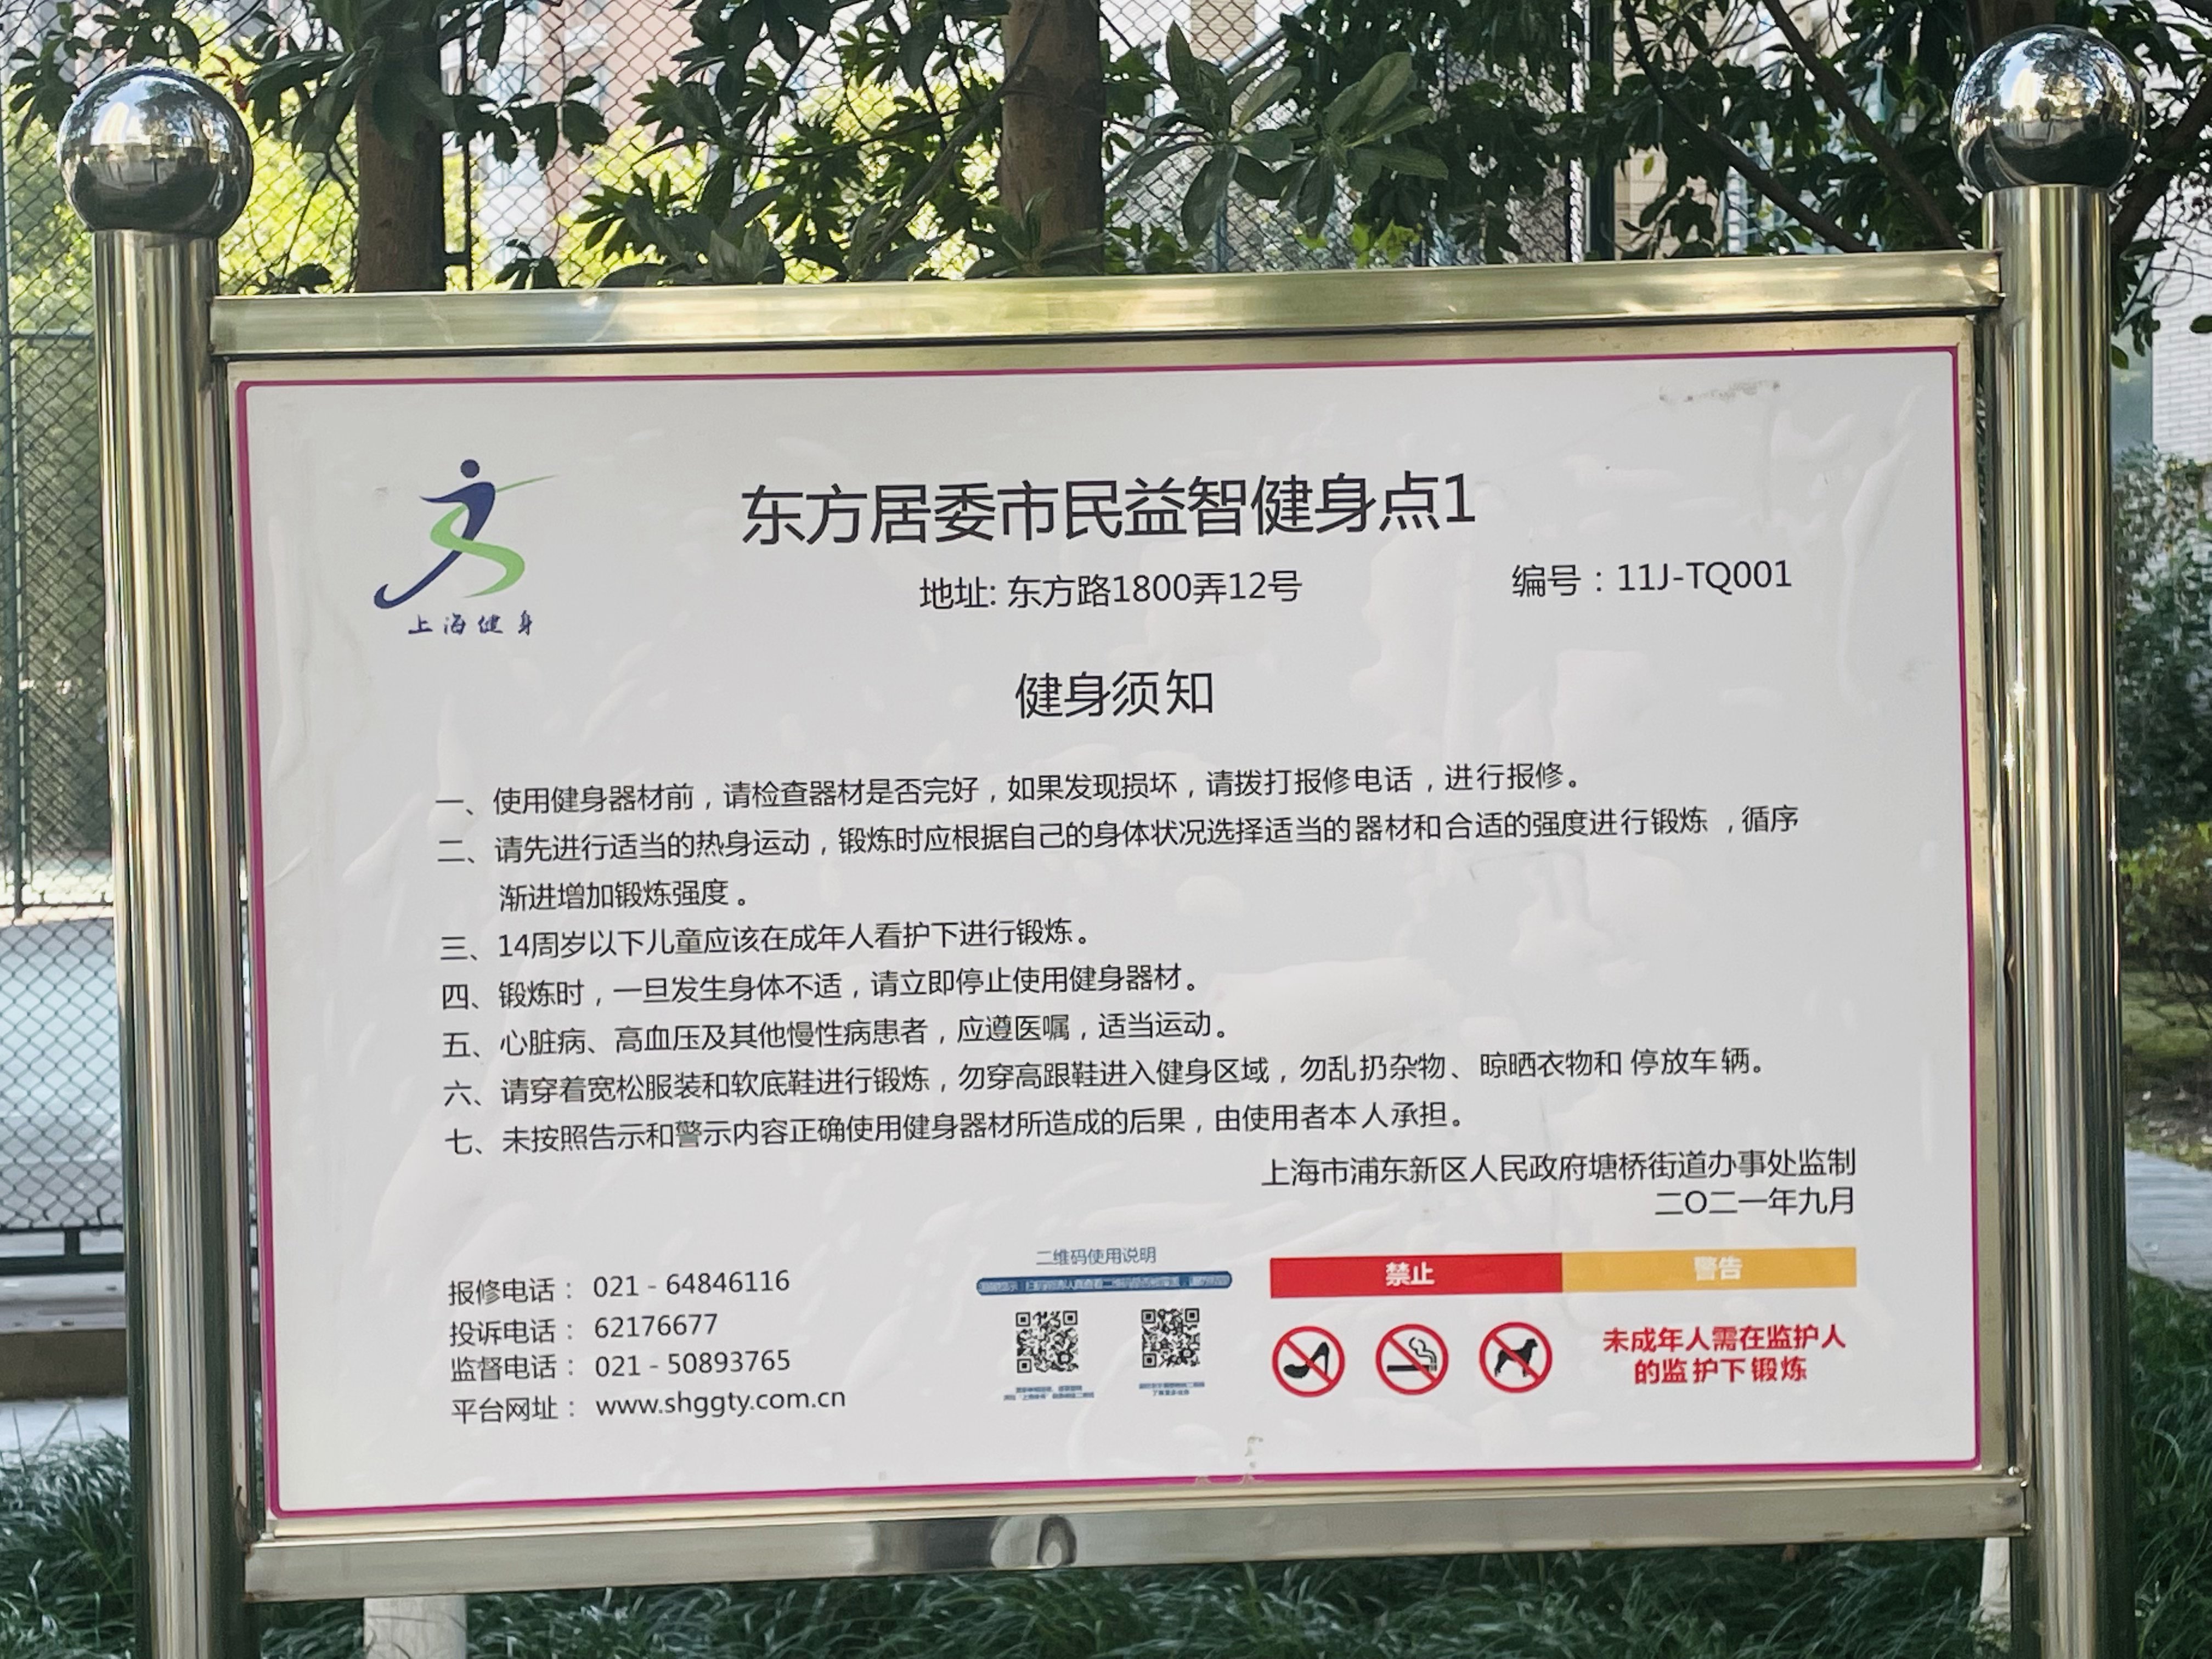 上海健身
东方居委市民益智健身点1
地址: 东方路1800弄12号
编号：11J-TQ001
健身须知
一、使用健身器材前，请检查器材是否完好，如果发现损坏，请拨打报修电话，进行报修。
二、请先进行适当的热身运动，锻炼时应根据自己的身体状况选择适当的器材和合适的强度进行锻炼 ，循序
渐进增加锻炼强度。
三、14周岁以下儿童应该在成年人看护下进行锻炼。
四、锻炼时，一旦发生身体不适，请立即停止使用健身器材。
五、心脏病、高血压及其他慢性病患者，应遵医嘱，适当运动。
六、请穿着宽松服装和软底鞋进行锻炼，勿穿高跟鞋进入健身区域，勿乱扔杂物、晾晒衣物和 停放车辆。
七、未按照告示和警示内容正确使用健身器材所造成的后果，由使用者本人承担。
上海市浦东新区人民政府塘桥街道办事处监制
二O二一年九月
报修电话： 021 - 64846116
投诉电话： 62176677
监督电话： 021 - 50893765
平台网址： www.shggty.com.cn
二维码使用说明
禁止
警告
未成年人需在监护人
的监护下锻炼